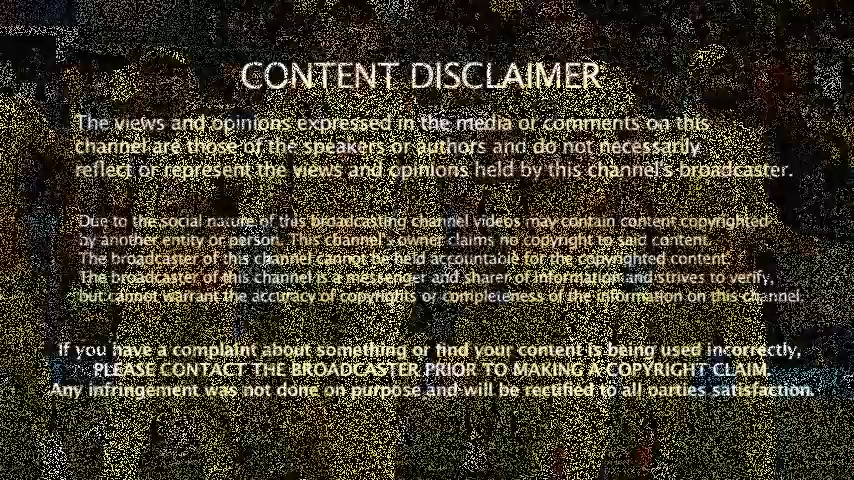 CONTENT DISCLAIMER
The views and opinions expressed in the media or comments on this
channel are those of the speakers or authors and do not necessarily
reflect or represent the views and opinions held by this channel's broadcaster.
Due to the social nature of this broadcasting channel videos may contain content copyrighted
by another entity or person. This channel's owner claims no copyright to said content.
The broadcaster of this channel cannot be held accountable for the copyrighted content.
The broadcaster of this channel is a messenger and sharer of information and strives to verify,
but cannot warrant the accuracy of copyrights or completeness of the information on this channel.
If you have a complaint about something or find your content is being used incorrectly,
PLEASE CONTACT THE BROADCASTER PRIOR TO MAKING A COPYRIGHT CLAIM.
Any infringement was not done on purpose and will be rectified to all parties satisfaction.